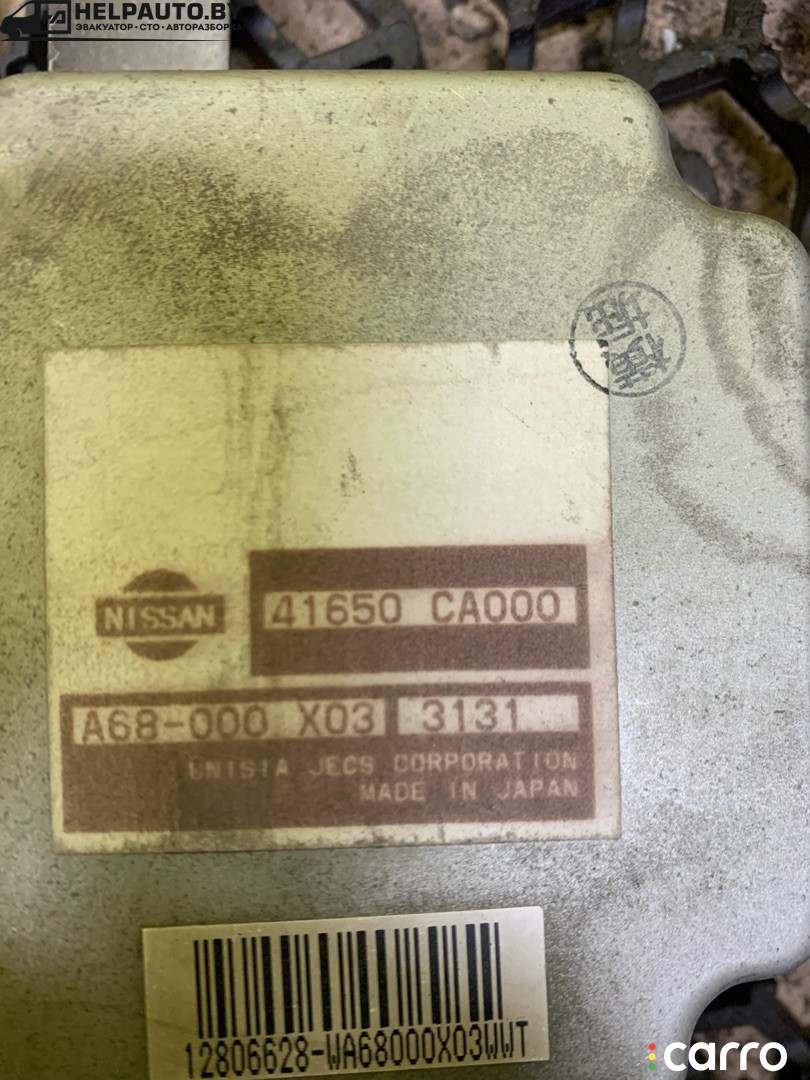 HELPAUTO.BY
ЭВАКУАТОР • СТО • АВТОРАЗБОРКА
NISSAN
41650 CA000
A68-000 X03 3131
UNISIA JECS CORPORATION
MADE IN JAPAN
12806628-WA68000X03WWT
carro